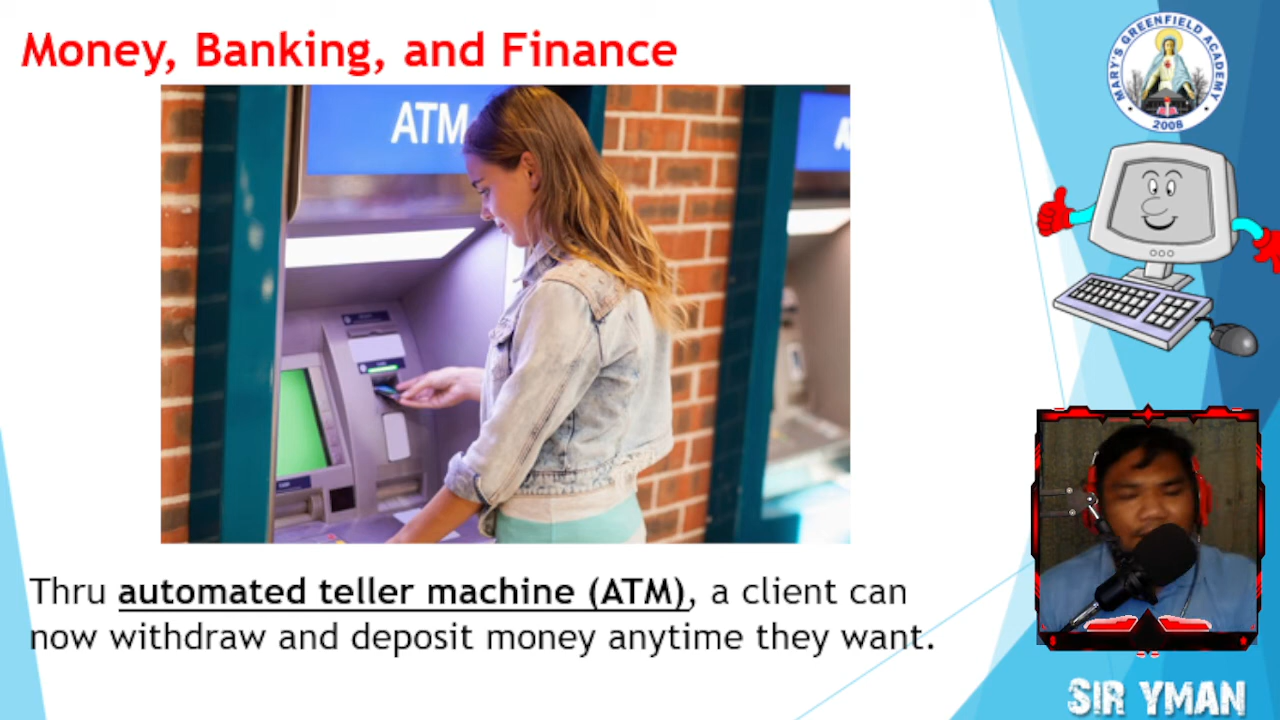 Money, Banking, and Finance
MARY'S GREENFIELD ACADEMY
2008
ATM
Thru automated teller machine (ATM), a client can
now withdraw and deposit money anytime they want.
SIR YMAN